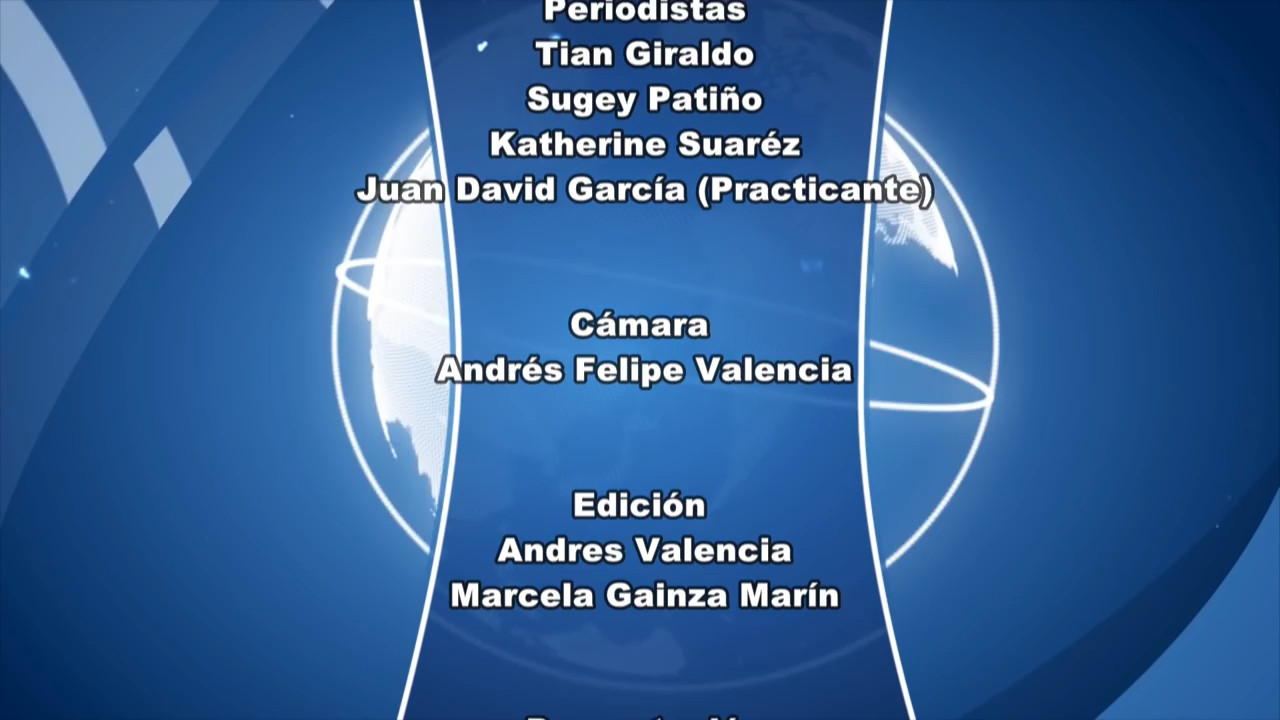 Periodistas
Tian Giraldo
Sugey Patiño
Katherine Suaréz
Juan David García (Practicante)
Cámara
Andrés Felipe Valencia
Edición
Andres Valencia
Marcela Gainza Marín